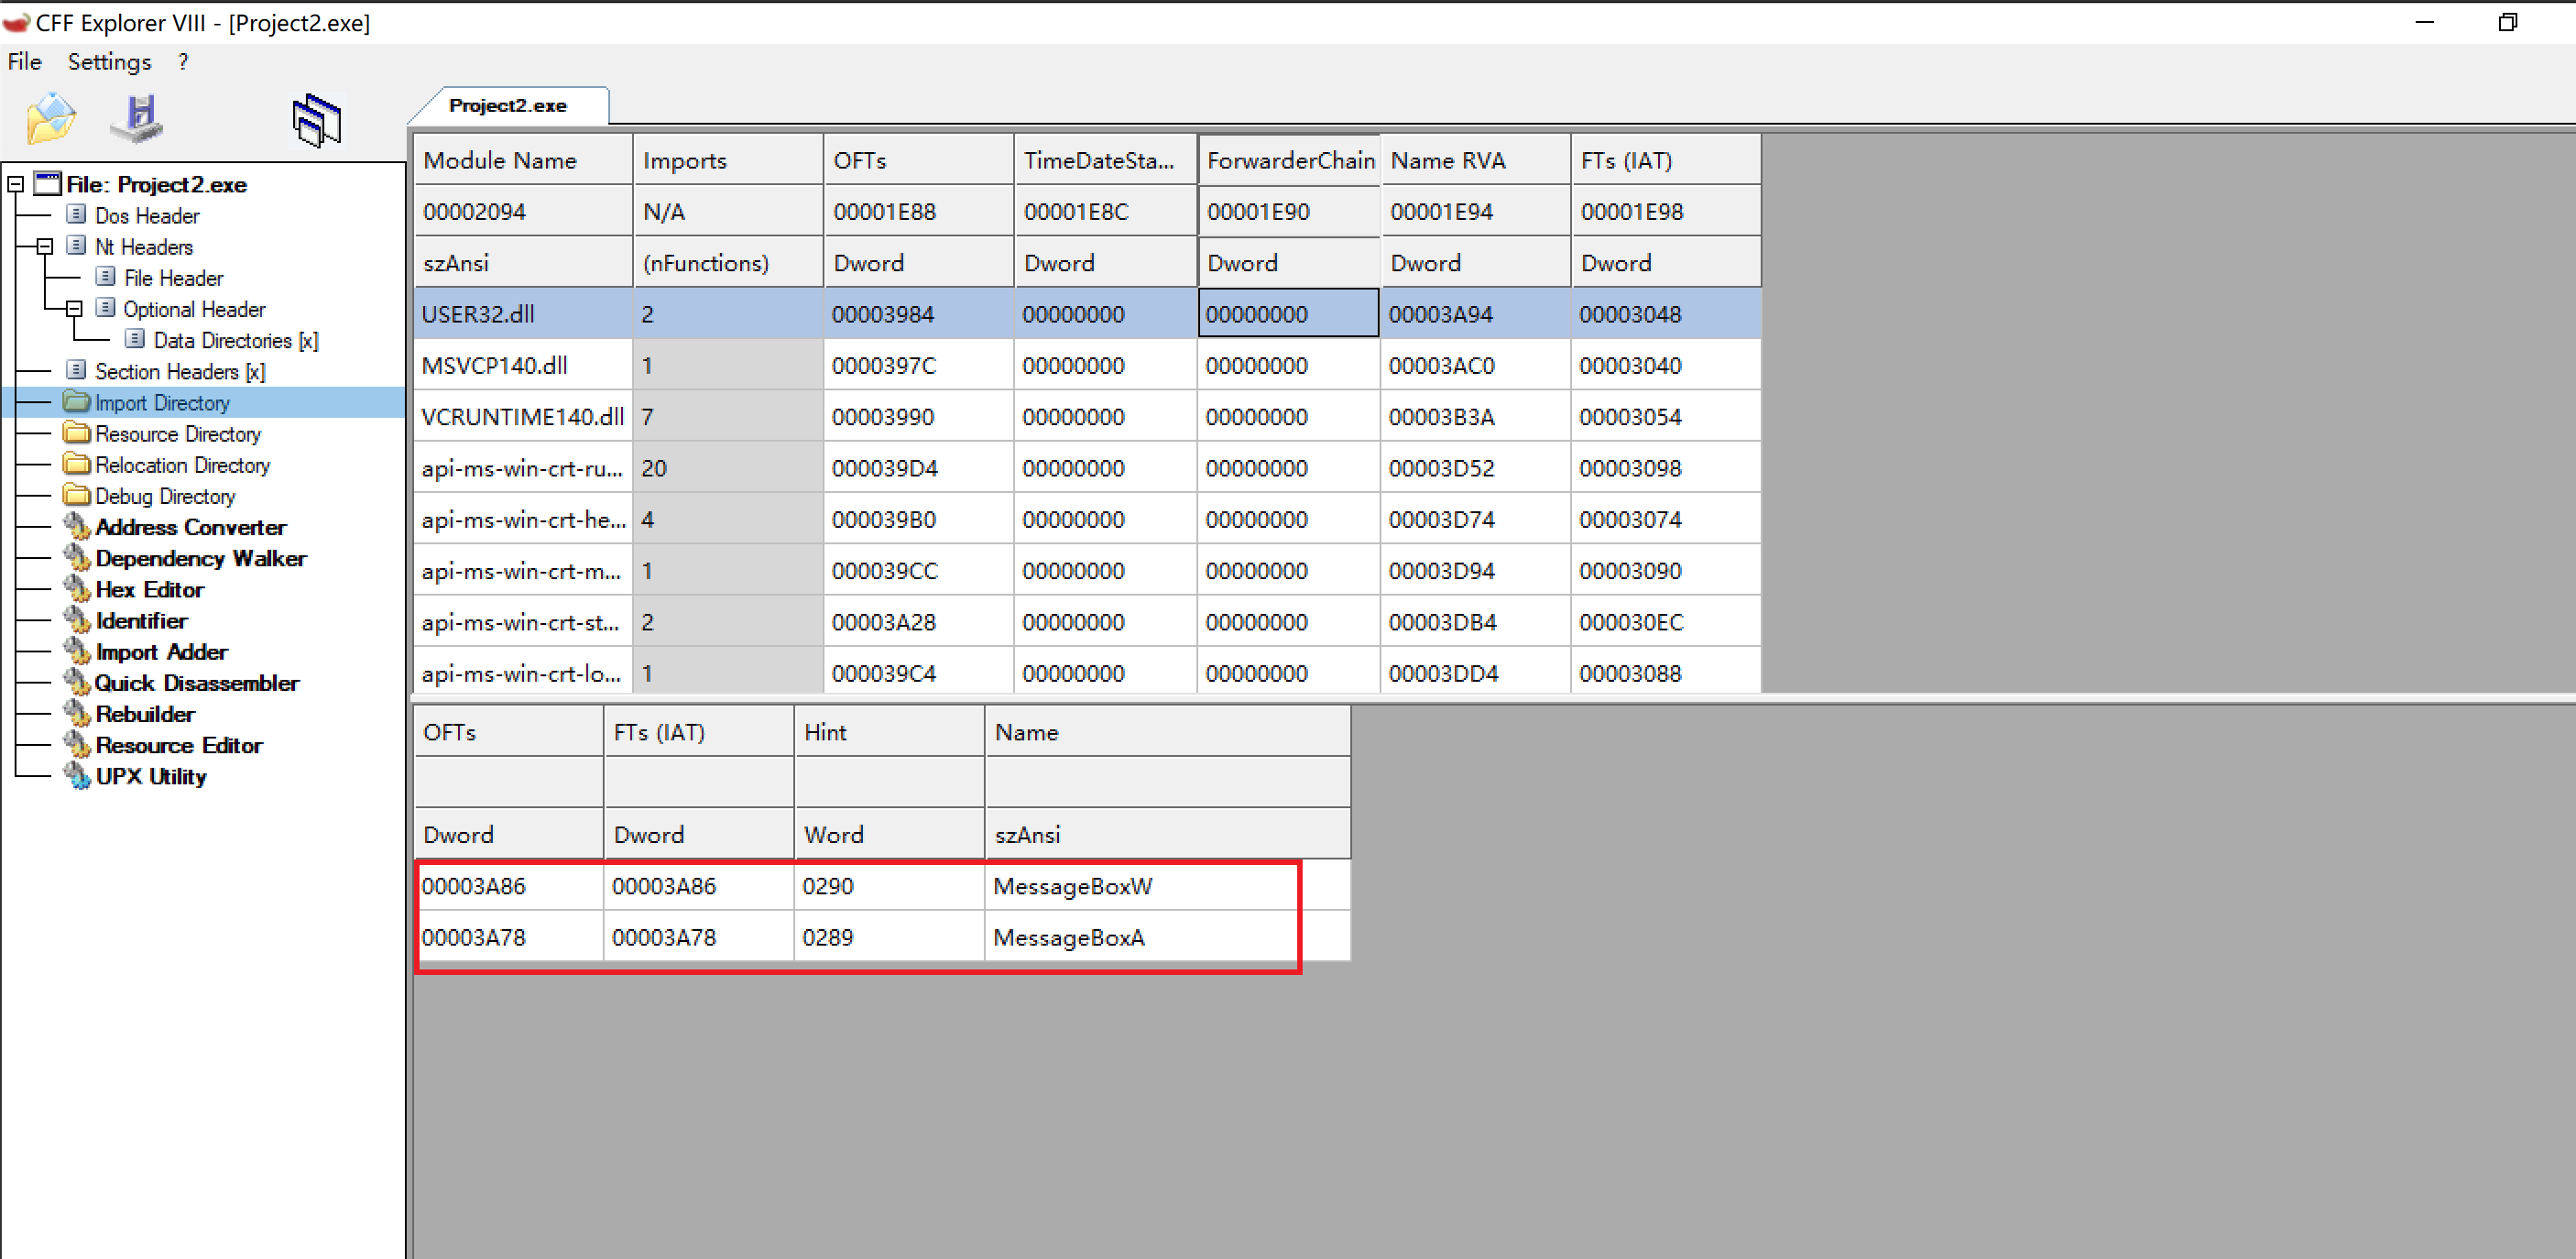 CFF Explorer VIII - [Project2.exe]
File Settings ?
Project2.exe
File: Project2.exe
Dos Header
Nt Headers
File Header
Optional Header
Data Directories [x]
Section Headers [x]
Import Directory
Resource Directory
Relocation Directory
Debug Directory
Address Converter
Dependency Walker
Hex Editor
Identifier
Import Adder
Quick Disassembler
Rebuilder
Resource Editor
UPX Utility
Module Name Imports OFTs TimeDateSta... ForwarderChain Name RVA FTs (IAT)
00002094 N/A 00001E88 00001E8C 00001E90 00001E94 00001E98
szAnsi (nFunctions) Dword Dword Dword Dword Dword
USER32.dll 2 00003984 00000000 00000000 00003A94 00003048
MSVCP140.dll 1 0000397C 00000000 00000000 00003AC0 00003040
VCRUNTIME140.dll 7 00003990 00000000 00000000 00003B3A 00003054
api-ms-win-crt-ru... 20 000039D4 00000000 00000000 00003D52 00003098
api-ms-win-crt-he... 4 000039B0 00000000 00000000 00003D74 00003074
api-ms-win-crt-m... 1 000039CC 00000000 00000000 00003D94 00003090
api-ms-win-crt-st... 2 00003A28 00000000 00000000 00003DB4 000030EC
api-ms-win-crt-lo... 1 000039C4 00000000 00000000 00003DD4 00003088
OFTs FTs (IAT) Hint Name
Dword Dword Word szAnsi
00003A86 00003A86 0290 MessageBoxW
00003A78 00003A78 0289 MessageBoxA